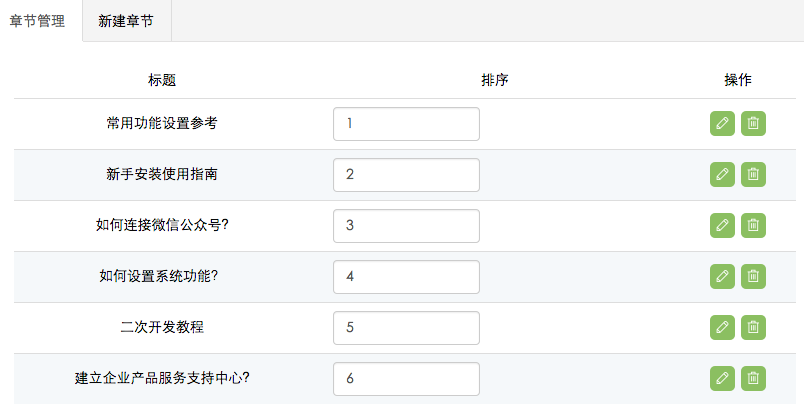 章节管理 新建章节
标题 排序 操作
常用功能设置参考 1
新手安装使用指南 2
如何连接微信公众号? 3
如何设置系统功能? 4
二次开发教程 5
建立企业产品服务支持中心? 6